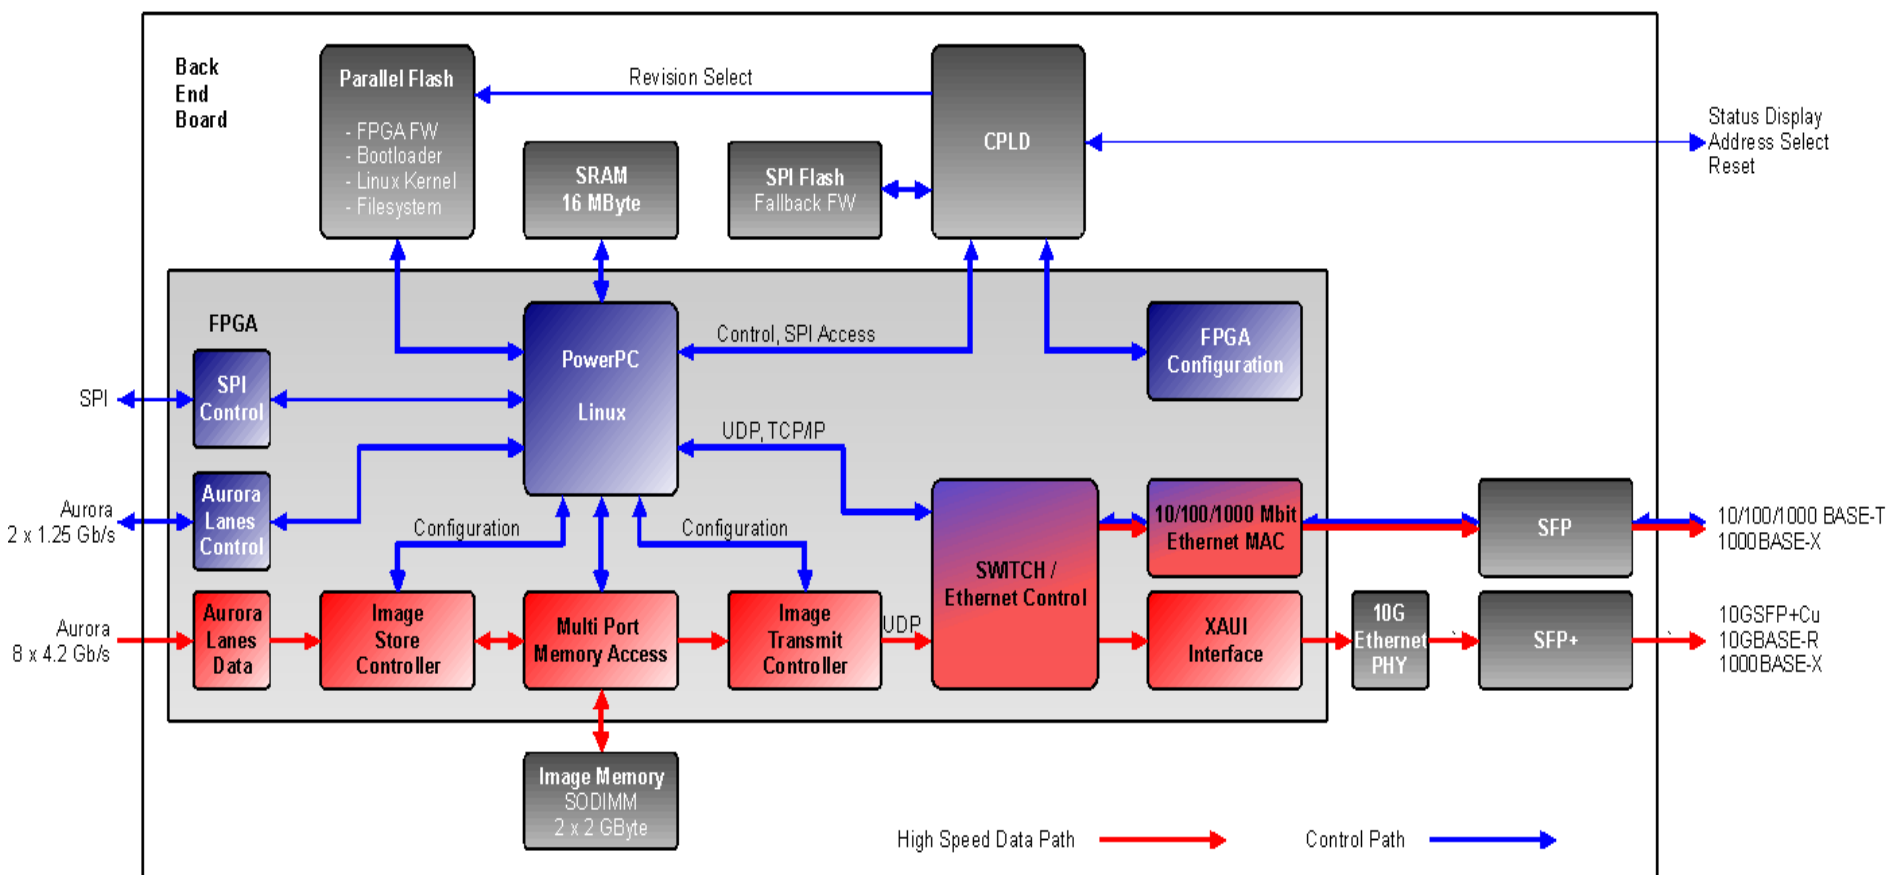 Back
End
Board
Parallel Flash
- FPGA FW
- Bootloader
- Linux Kernel
- Filesystem
Revision Select
CPLD
Status Display
Address Select
Reset
SRAM
16 MByte
SPI Flash
Fallback FW
FPGA
PowerPC
Linux
Control, SPI Access
FPGA
Configuration
SPI
SPI
Control
UDP, TCP/IP
Aurora
2 x 1.25 Gb/s
Aurora
Lanes
Control
Configuration
Configuration
SWITCH /
Ethernet Control
10/100/1000 Mbit
Ethernet MAC
SFP
10/100/1000 BASE-T
1000BASE-X
Aurora
8 x 4.2 Gb/s
Aurora
Lanes
Data
Image
Store
Controller
Multi Port
Memory Access
Image
Transmit
Controller
UDP
XAUI
Interface
10G
Ethernet
PHY
SFP+
10GSFP+Cu
10GBASE-R
1000BASE-X
Image Memory
SODIMM
2 x 2 GByte
High Speed Data Path
Control Path